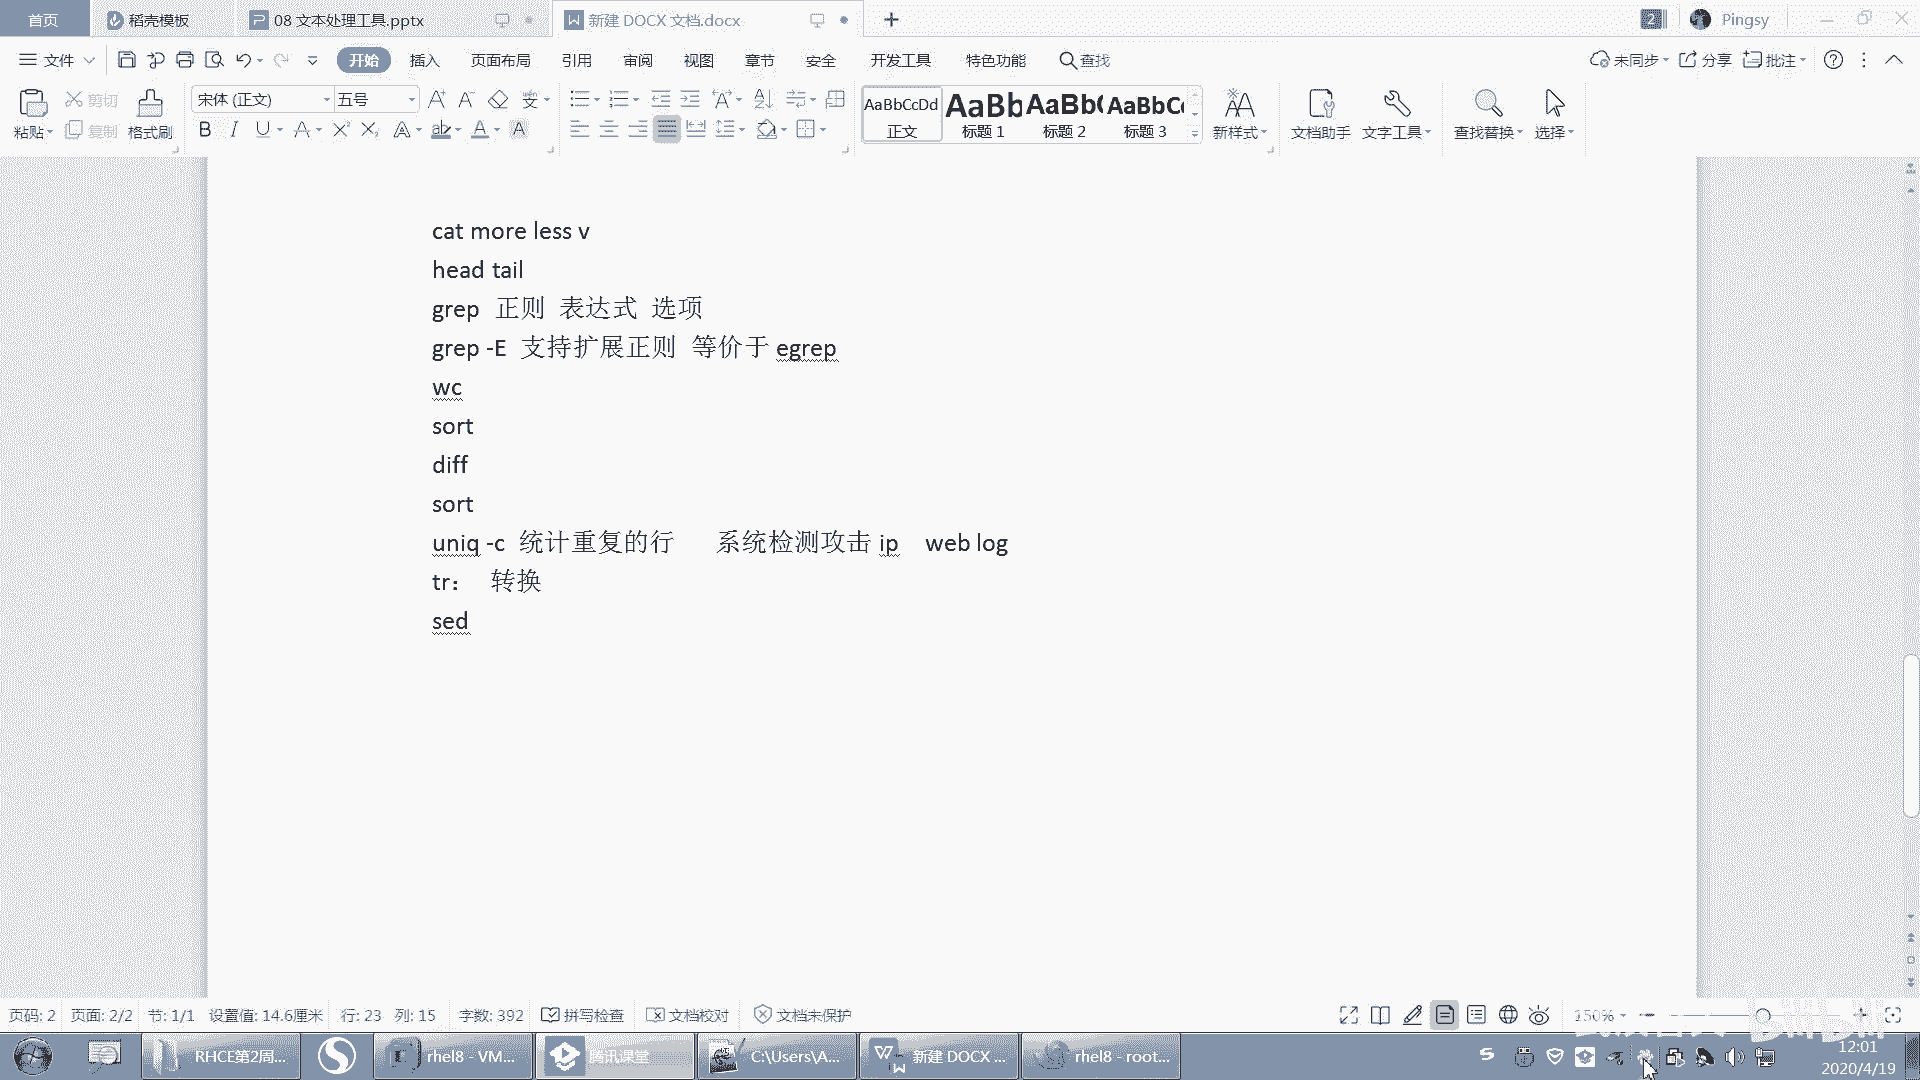 首页 稻壳模板 08 文本处理工具.pptx 新建 DOCX 文档.docx 2 Pingsy
文件 开始 插入 页面布局 引用 审阅 视图 章节 安全 开发工具 特色功能 查找 未同步 分享 批注
粘贴 剪切 复制 格式刷 宋体 (正文) 五号 AaBbCcDd 正文 AaBb 标题 1 AaBb( 标题 2 AaBbC 标题 3 新样式 文档助手 文字工具 查找替换 选择
cat more less v
head tail
grep 正则 表达式 选项
grep -E 支持扩展正则 等价于 egrep
wc
sort
diff
sort
uniq -c 统计重复的行 系统检测攻击 ip web log
tr： 转换
sed
页码: 2 页面: 2/2 节: 1/1 设置值: 14.6厘米 行: 23 列: 15 字数: 392 拼写检查 文档校对 文档未保护 150%
RHCE第2周... rhel8 - VM... 腾讯课堂 C:\Users\A... 新建 DOCX ... rhel8 - root... 12:01
2020/4/19